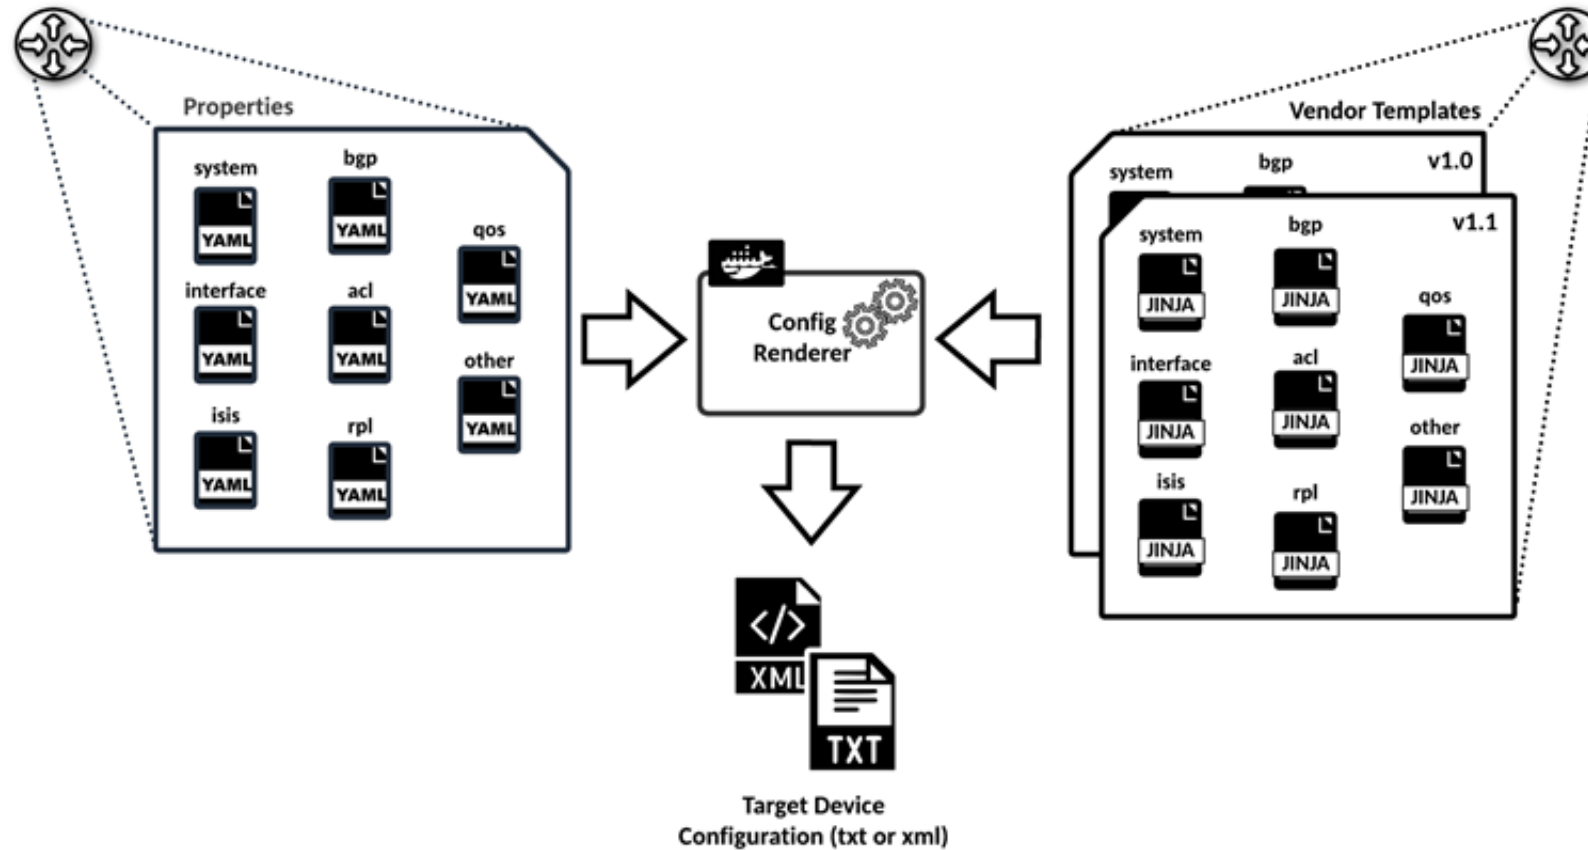 Properties
system
YAML
bgp
YAML
qos
YAML
interface
YAML
acl
YAML
other
YAML
isis
YAML
rpl
YAML
Config
Renderer
Vendor Templates
v1.0
system
bgp
v1.1
system
JINJA
bgp
JINJA
qos
JINJA
interface
JINJA
acl
JINJA
other
JINJA
isis
JINJA
rpl
JINJA
XML
TXT
Target Device
Configuration (txt or xml)